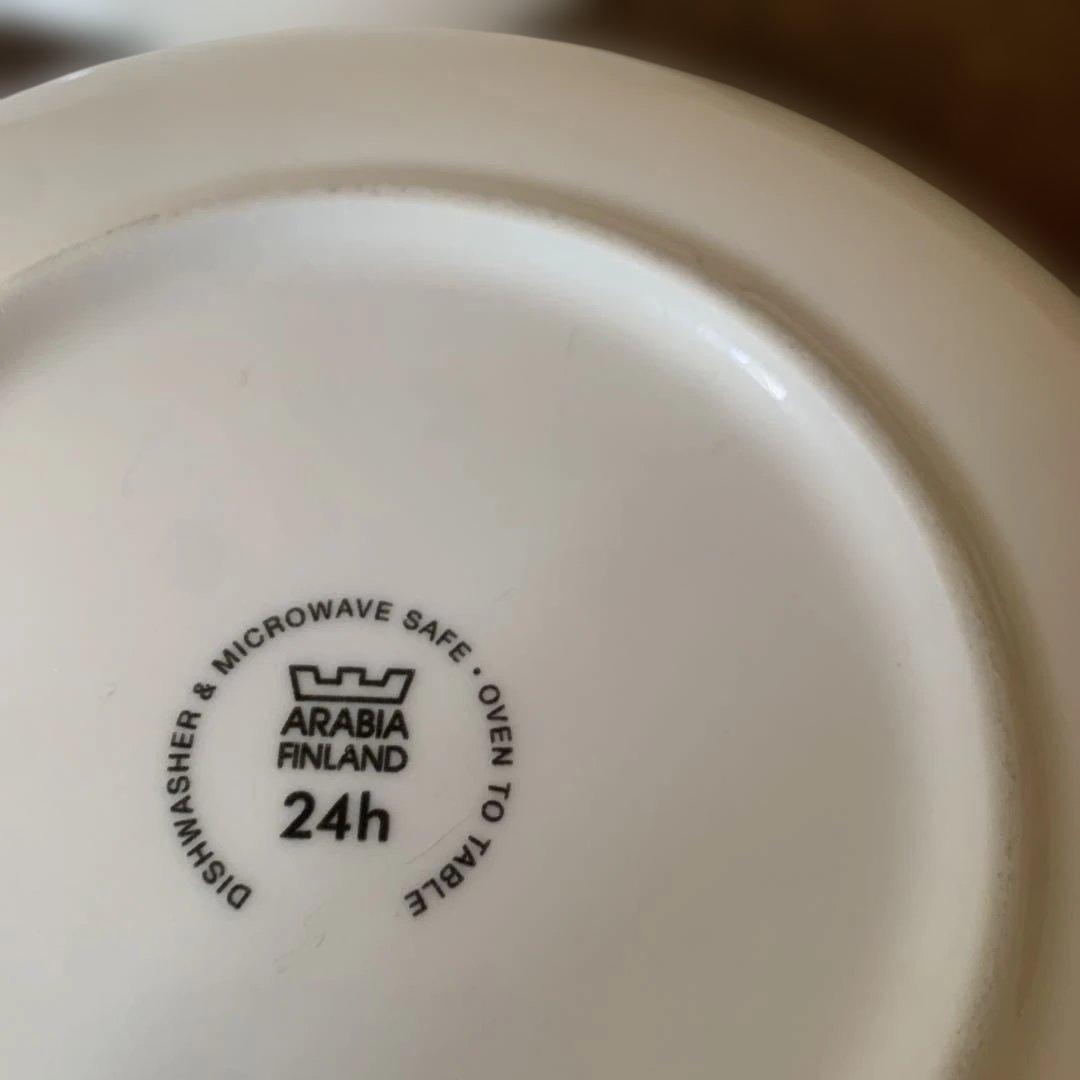 DISHWASHER & MICROWAVE SAFE · OVEN TO TABLE
ARABIA
FINLAND
24h